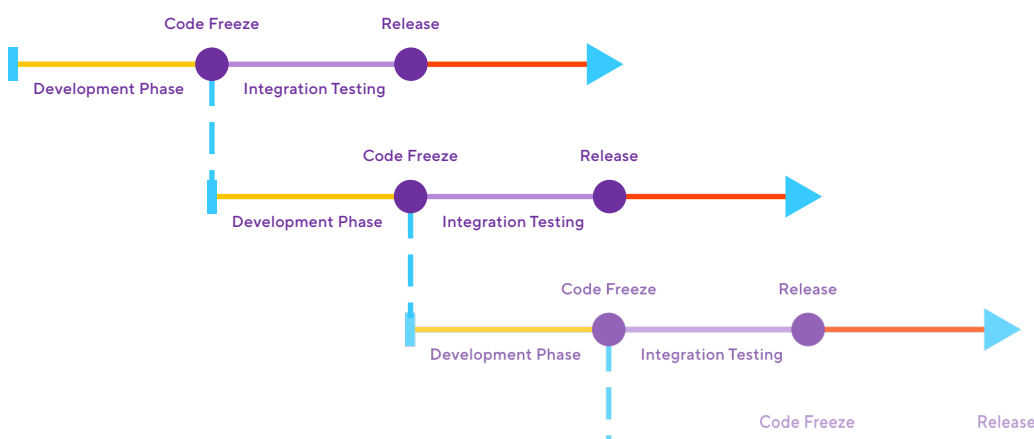 Code Freeze
Release
Development Phase
Integration Testing
Code Freeze
Release
Development Phase
Integration Testing
Code Freeze
Release
Development Phase
Integration Testing
Code Freeze
Release